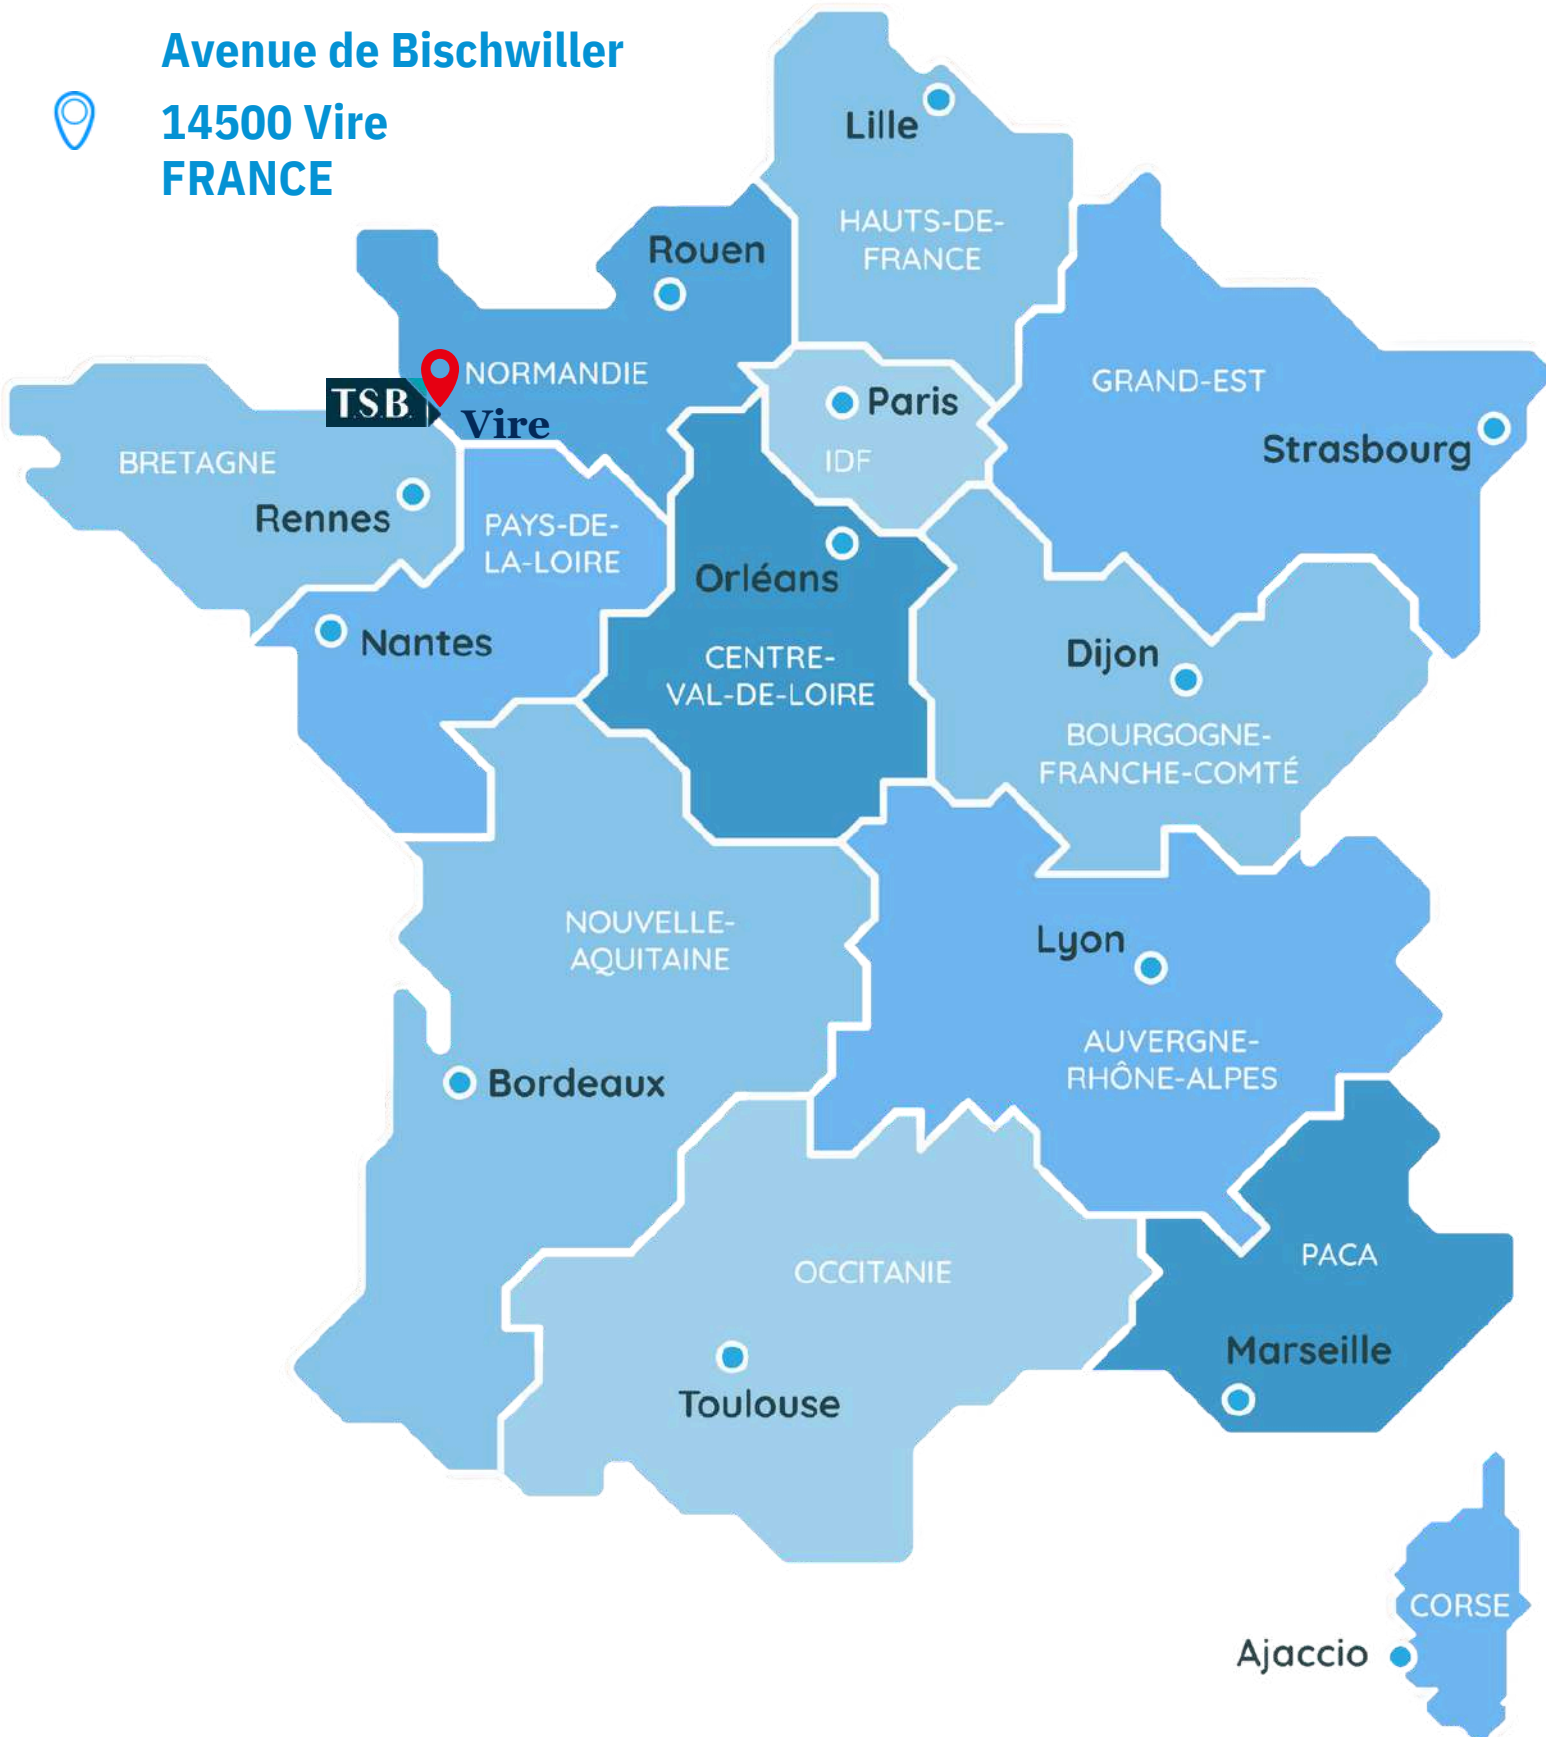 Avenue de Bischwiller
14500 Vire
FRANCE
Lille
HAUTS-DE-
FRANCE
Rouen
NORMANDIE
T.S.B.
Vire
Paris
IDF
GRAND-EST
Strasbourg
BRETAGNE
Rennes
PAYS-DE-
LA-LOIRE
Nantes
Orléans
CENTRE-
VAL-DE-LOIRE
Dijon
BOURGOGNE-
FRANCHE-COMTÉ
NOUVELLE-
AQUITAINE
Bordeaux
Lyon
AUVERGNE-
RHÔNE-ALPES
OCCITANIE
Toulouse
PACA
Marseille
CORSE
Ajaccio